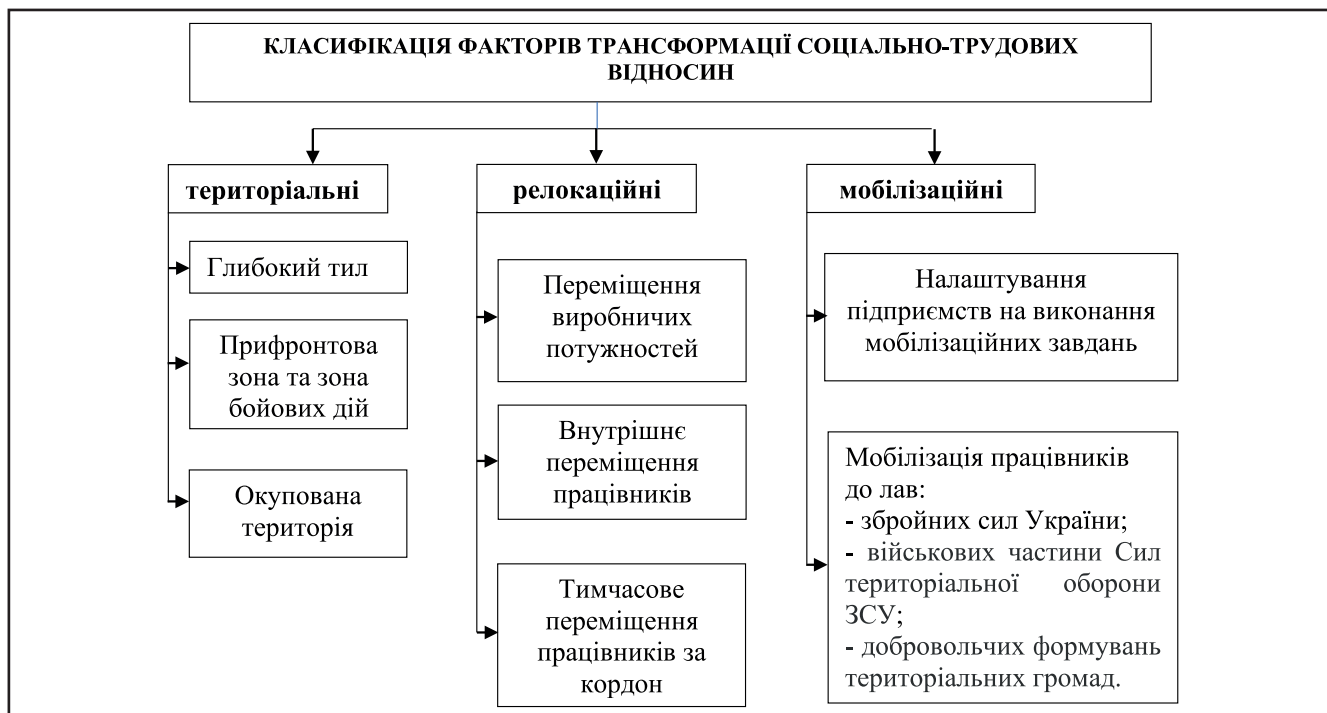 КЛАСИФІКАЦІЯ ФАКТОРІВ ТРАНСФОРМАЦІЇ СОЦІАЛЬНО-ТРУДОВИХ
ВІДНОСИН
територіальні
Глибокий тил
Прифронтова
зона та зона
бойових дій
Окупована
територія
релокаційні
Переміщення
виробничих
потужностей
Внутрішнє
переміщення
працівників
Тимчасове
переміщення
працівників за
кордон
мобілізаційні
Налаштування
підприємств на виконання
мобілізаційних завдань
Мобілізація працівників
до лав:
- збройних сил України;
- військових частини Сил
територіальної оборони
ЗСУ;
- добровольчих формувань
територіальних громад.